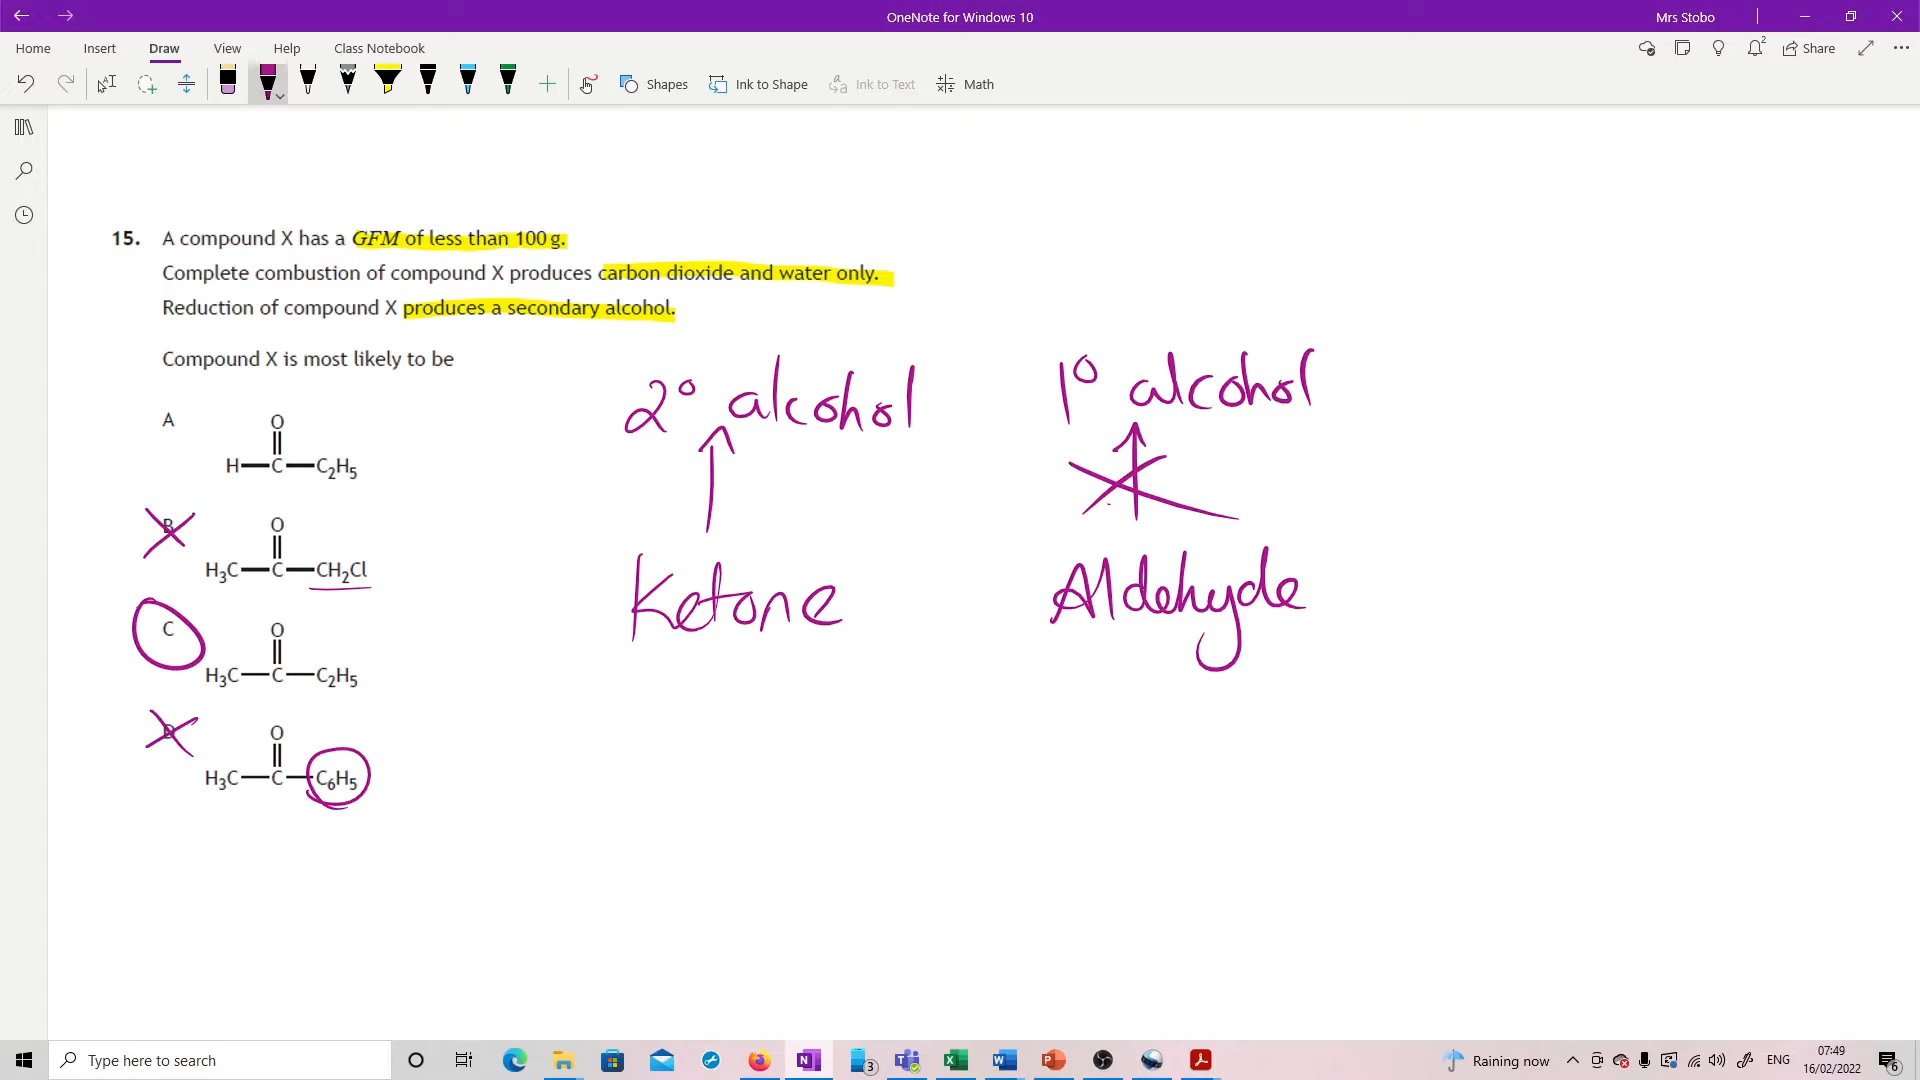 OneNote for Windows 10
Mrs Stobo
Home Insert Draw View Help Class Notebook
2
Share
Shapes Ink to Shape Ink to Text Math
15. A compound X has a GFM of less than 100 g.
Complete combustion of compound X produces carbon dioxide and water only.
Reduction of compound X produces a secondary alcohol.
Compound X is most likely to be
2° alcohol
1° alcohol
A
O
H—C—C₂H₅
B
O
H₃C—C—CH₂Cl
Ketone
Aldehyde
C
O
H₃C—C—C₂H₅
D
O
H₃C—C—C₆H₅
Type here to search
3
Raining now
ENG
07:49
16/02/2022
6